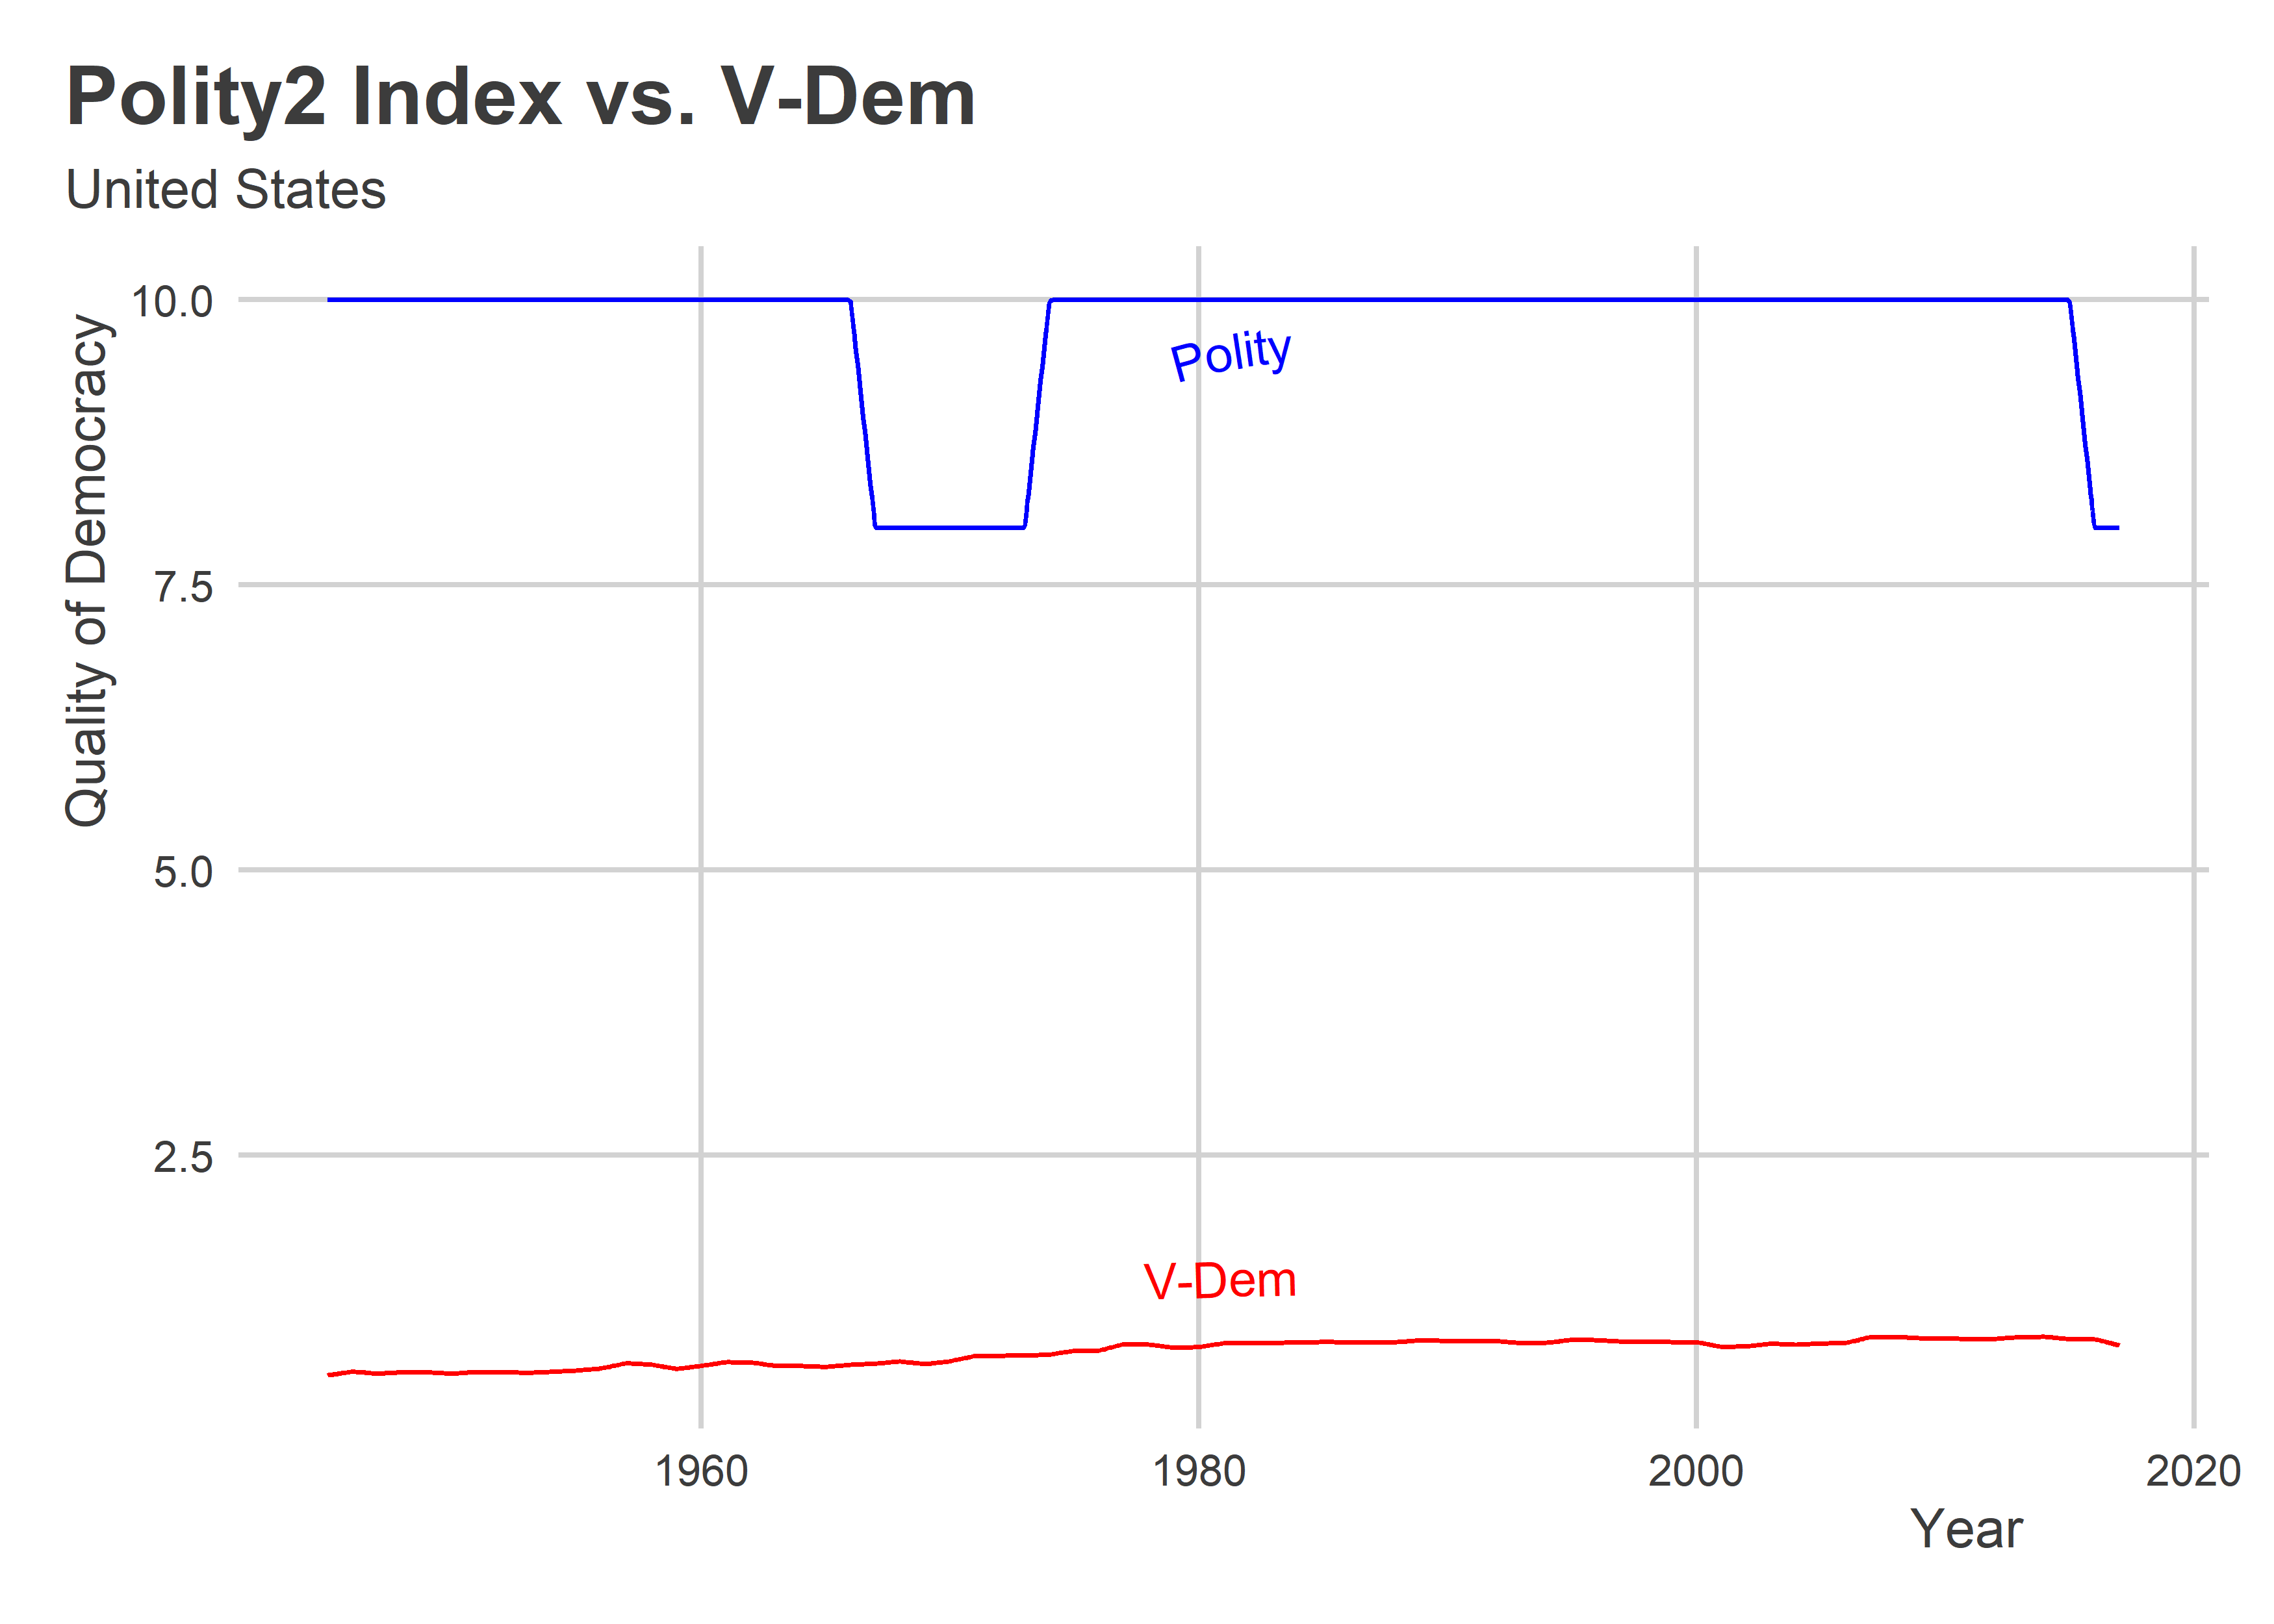 Polity2 Index vs. V-Dem
United States
Quality of Democracy
10.0
7.5
5.0
2.5
Polity
V-Dem
1960
1980
2000
2020
Year